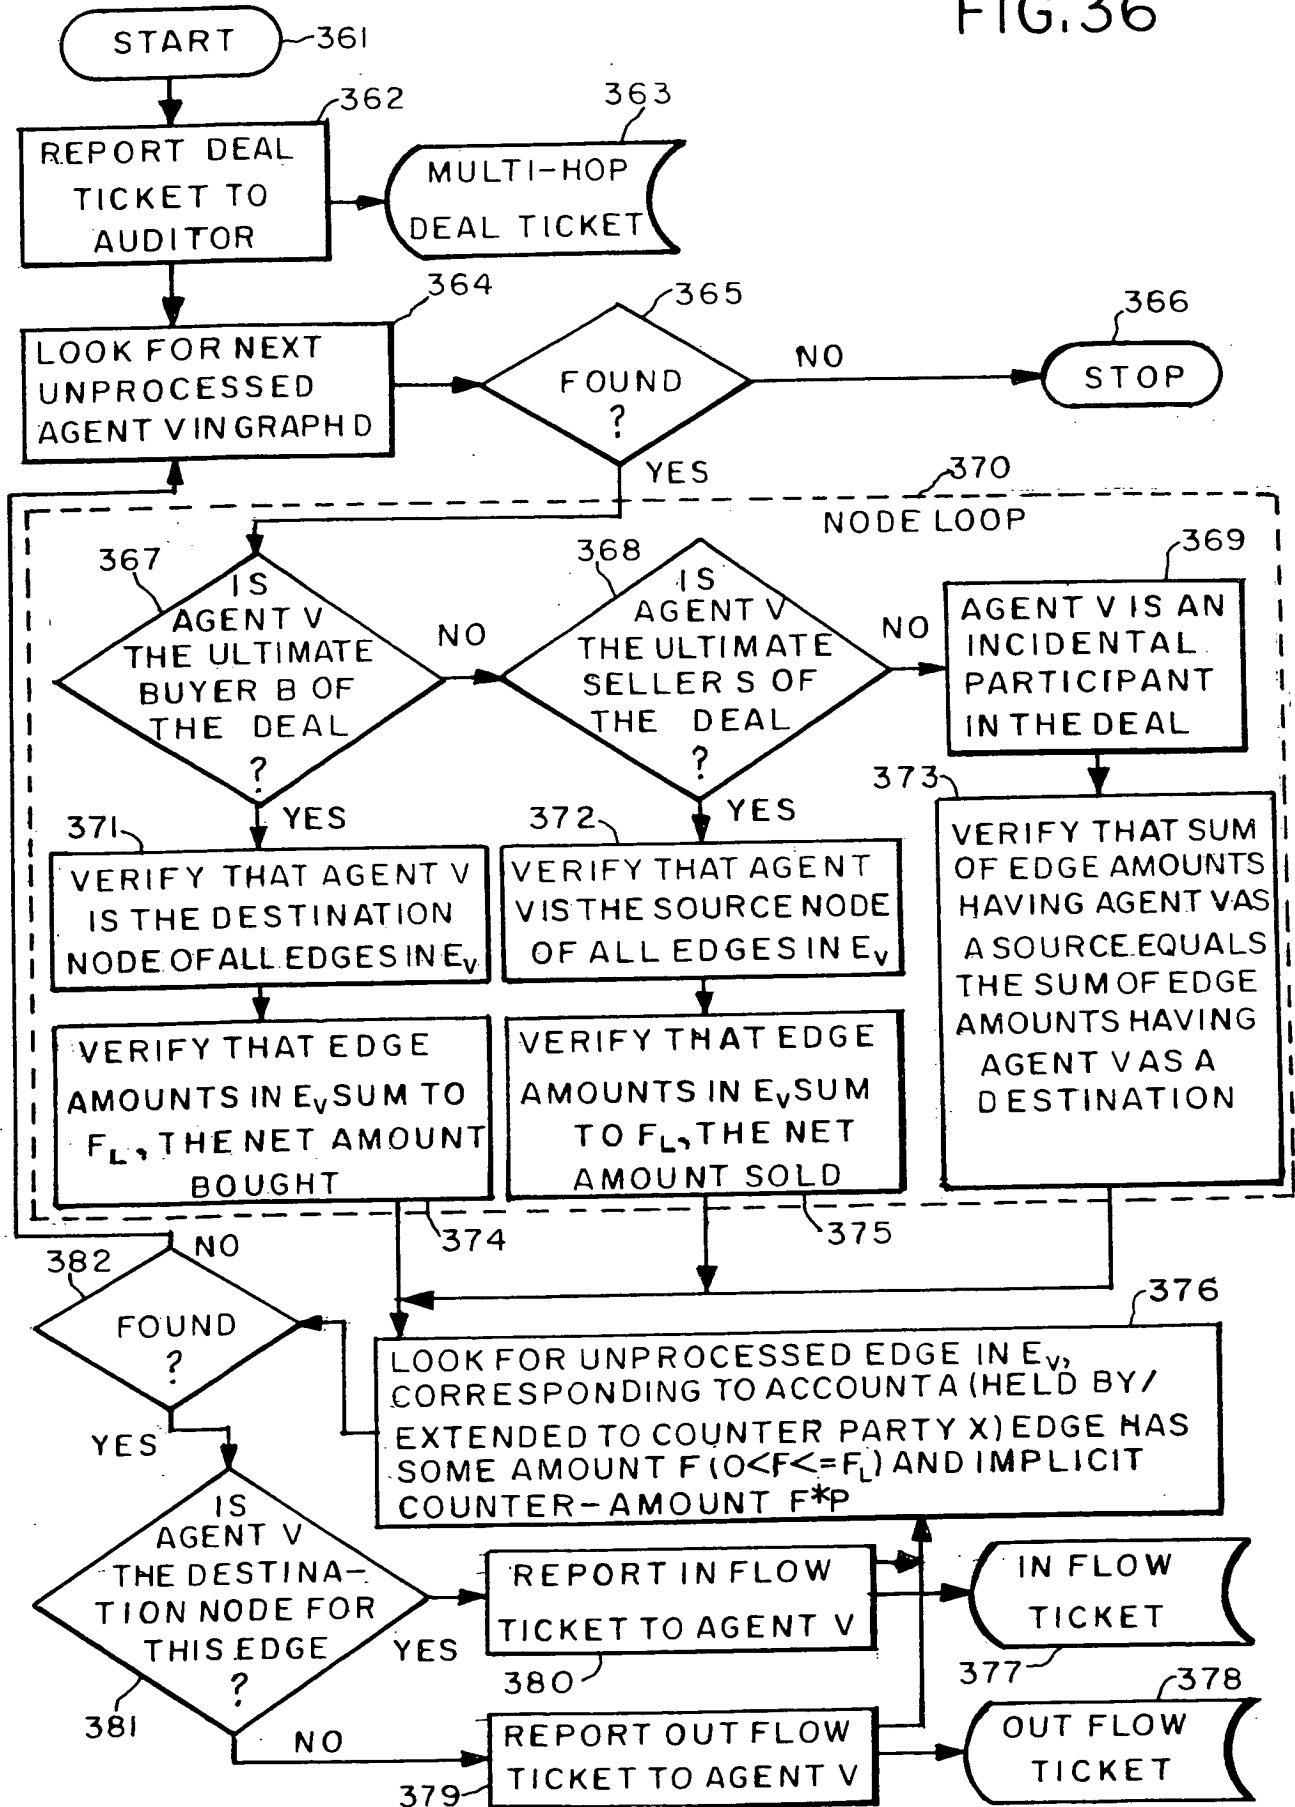 FIG.36
START
361
362
REPORT DEAL
TICKET TO
AUDITOR
363
MULTI-HOP
DEAL TICKET
364
LOOK FOR NEXT
UNPROCESSED
AGENT V IN GRAPH D
365
FOUND
?
NO
366
STOP
YES
370
NODE LOOP
367
IS
AGENT V
THE ULTIMATE
BUYER B OF
THE DEAL
?
NO
368
IS
AGENT V
THE ULTIMATE
SELLER S OF
THE DEAL
?
NO
369
AGENT V IS AN
INCIDENTAL
PARTICIPANT
IN THE DEAL
YES
371
VERIFY THAT AGENT V
IS THE DESTINATION
NODE OF ALL EDGES IN EV
YES
372
VERIFY THAT AGENT
V IS THE SOURCE NODE
OF ALL EDGES IN EV
373
VERIFY THAT SUM
OF EDGE AMOUNTS
HAVING AGENT V AS
A SOURCE EQUALS
THE SUM OF EDGE
AMOUNTS HAVING
AGENT V AS A
DESTINATION
VERIFY THAT EDGE
AMOUNTS IN EV SUM TO
FL, THE NET AMOUNT
BOUGHT
374
VERIFY THAT EDGE
AMOUNTS IN EV SUM
TO FL, THE NET
AMOUNT SOLD
375
382
NO
FOUND
?
YES
376
LOOK FOR UNPROCESSED EDGE IN EV,
CORRESPONDING TO ACCOUNT A (HELD BY/
EXTENDED TO COUNTER PARTY X) EDGE HAS
SOME AMOUNT F (0<F<=FL) AND IMPLICIT
COUNTER-AMOUNT F*P
IS
AGENT V
THE DESTINA-
TION NODE FOR
THIS EDGE
?
381
YES
REPORT IN FLOW
TICKET TO AGENT V
380
IN FLOW
TICKET
377
NO
REPORT OUT FLOW
TICKET TO AGENT V
379
378
OUT FLOW
TICKET